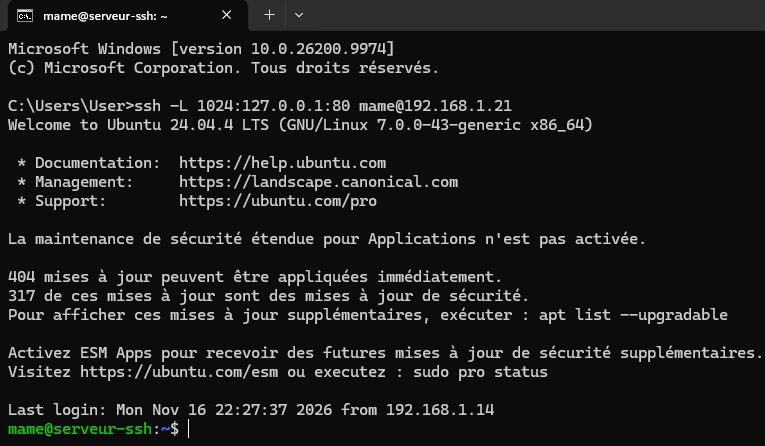 mame@serveur-ssh: ~
Microsoft Windows [version 10.0.26200.9974]
(c) Microsoft Corporation. Tous droits réservés.
C:\Users\User>ssh -L 1024:127.0.0.1:80 mame@192.168.1.21
Welcome to Ubuntu 24.04.4 LTS (GNU/Linux 7.0.0-43-generic x86_64)
* Documentation:  https://help.ubuntu.com
* Management:     https://landscape.canonical.com
* Support:        https://ubuntu.com/pro
La maintenance de sécurité étendue pour Applications n'est pas activée.
404 mises à jour peuvent être appliquées immédiatement.
317 de ces mises à jour sont des mises à jour de sécurité.
Pour afficher ces mises à jour supplémentaires, exécuter : apt list --upgradable
Activez ESM Apps pour recevoir des futures mises à jour de sécurité supplémentaires.
Visitez https://ubuntu.com/esm ou executez : sudo pro status
Last login: Mon Nov 16 22:27:37 2026 from 192.168.1.14
mame@serveur-ssh:~$